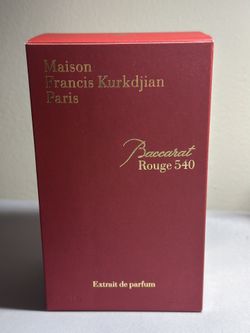 Maison
Francis Kurkdjian
Paris
Baccarat
Rouge 540
Extrait de parfum